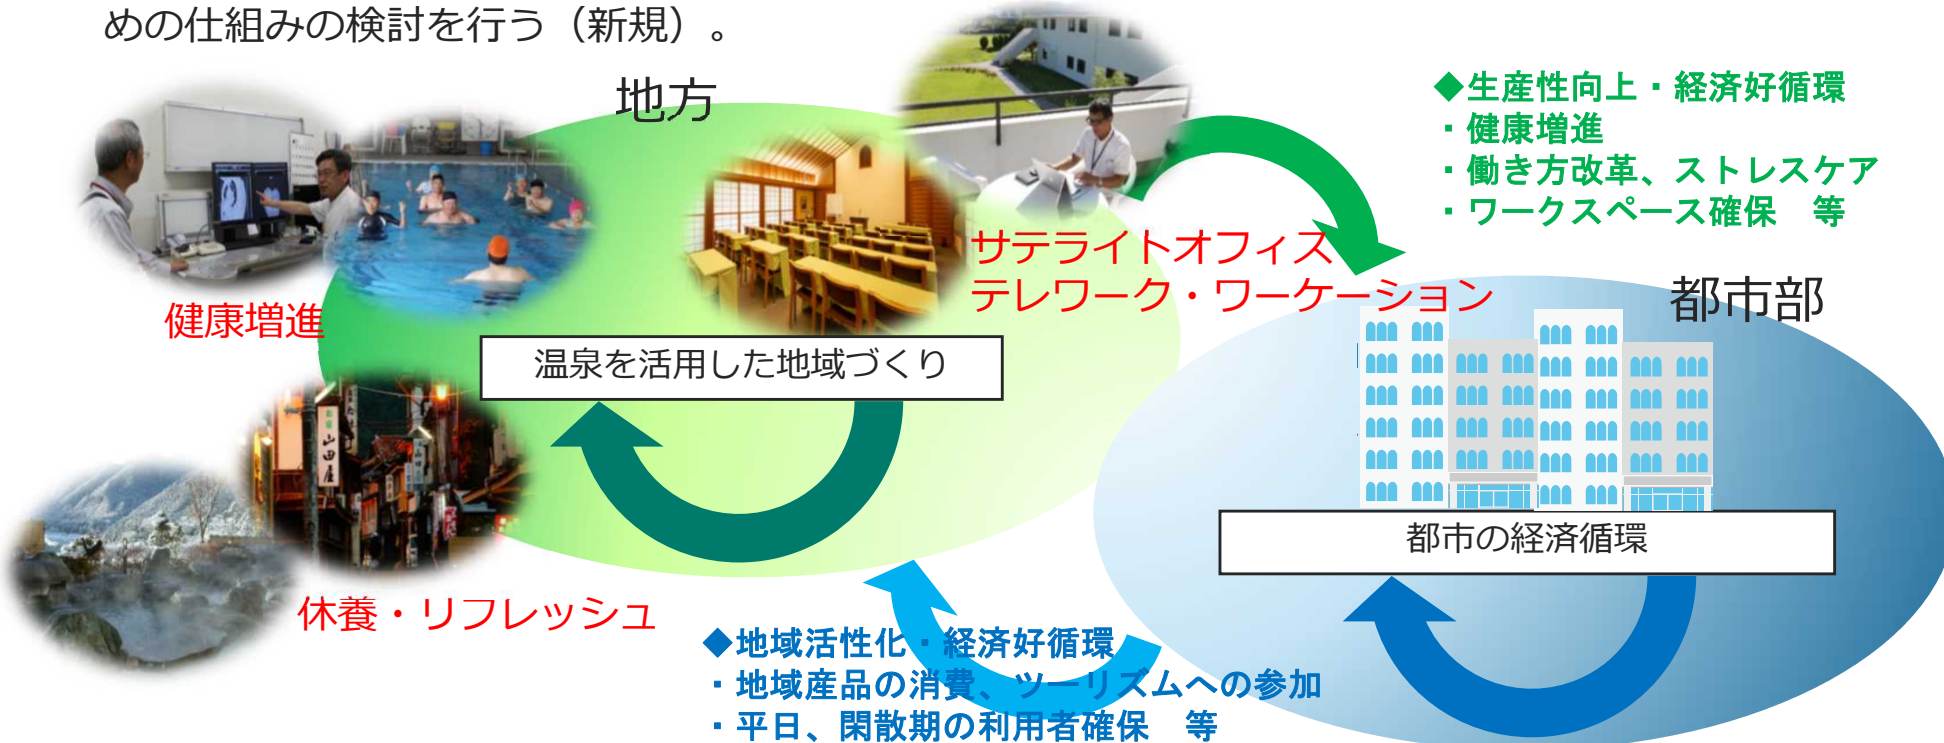 めの仕組みの検討を行う（新規）。
地方
◆生産性向上・経済好循環
・健康増進
・働き方改革、ストレスケア
・ワークスペース確保　等
サテライトオフィス
テレワーク・ワーケーション
都市部
健康増進
温泉を活用した地域づくり
山田屋
都市の経済循環
休養・リフレッシュ
◆地域活性化・経済好循環
・地域産品の消費、ツーリズムへの参加
・平日、閑散期の利用者確保　等